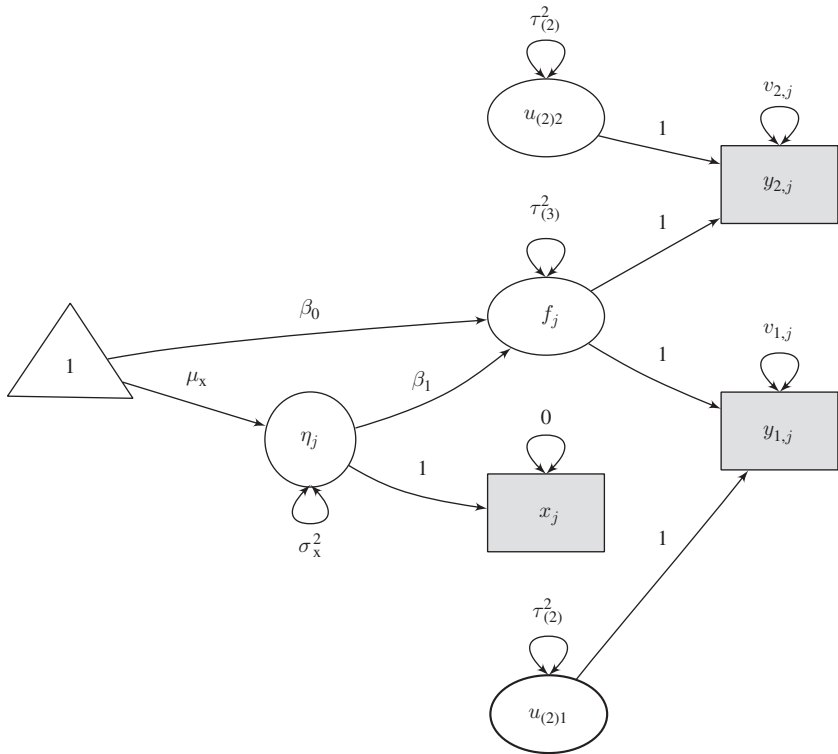 τ²₍₂₎
u₍₂₎₂
1
v₂,ⱼ
y₂,ⱼ
τ²₍₃₎
1
fⱼ
β₀
1
1
v₁,ⱼ
y₁,ⱼ
μₓ
β₁
ηⱼ
1
0
xⱼ
σ²ₓ
1
τ²₍₂₎
u₍₂₎₁